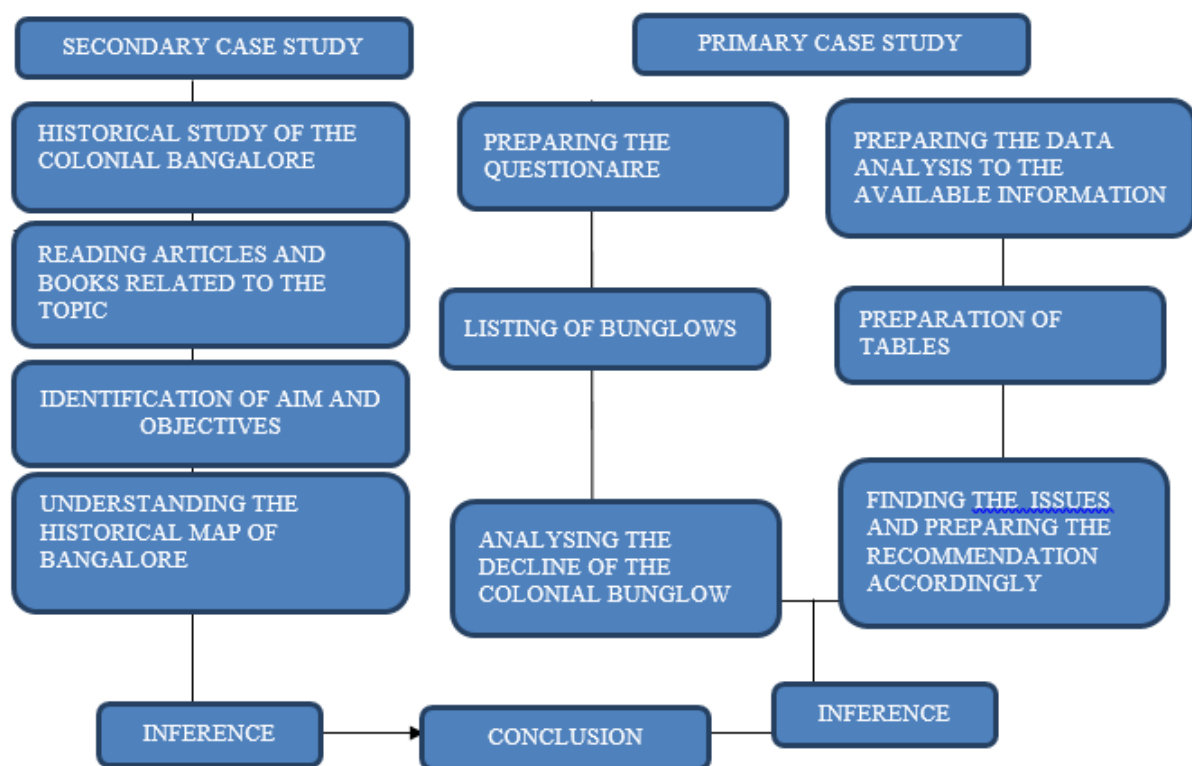 SECONDARY CASE STUDY
HISTORICAL STUDY OF THE
COLONIAL BANGALORE
READING ARTICLES AND
BOOKS RELATED TO THE
TOPIC
IDENTIFICATION OF AIM AND
OBJECTIVES
UNDERSTANDING THE
HISTORICAL MAP OF
BANGALORE
INFERENCE
PRIMARY CASE STUDY
PREPARING THE
QUESTIONAIRE
LISTING OF BUNGLOWS
ANALYSING THE
DECLINE OF THE
COLONIAL BUNGLOW
PREPARING THE DATA
ANALYSIS TO THE
AVAILABLE INFORMATION
PREPARATION OF
TABLES
FINDING THE ISSUES
AND PREPARING THE
RECOMMENDATION
ACCORDINGLY
INFERENCE
CONCLUSION